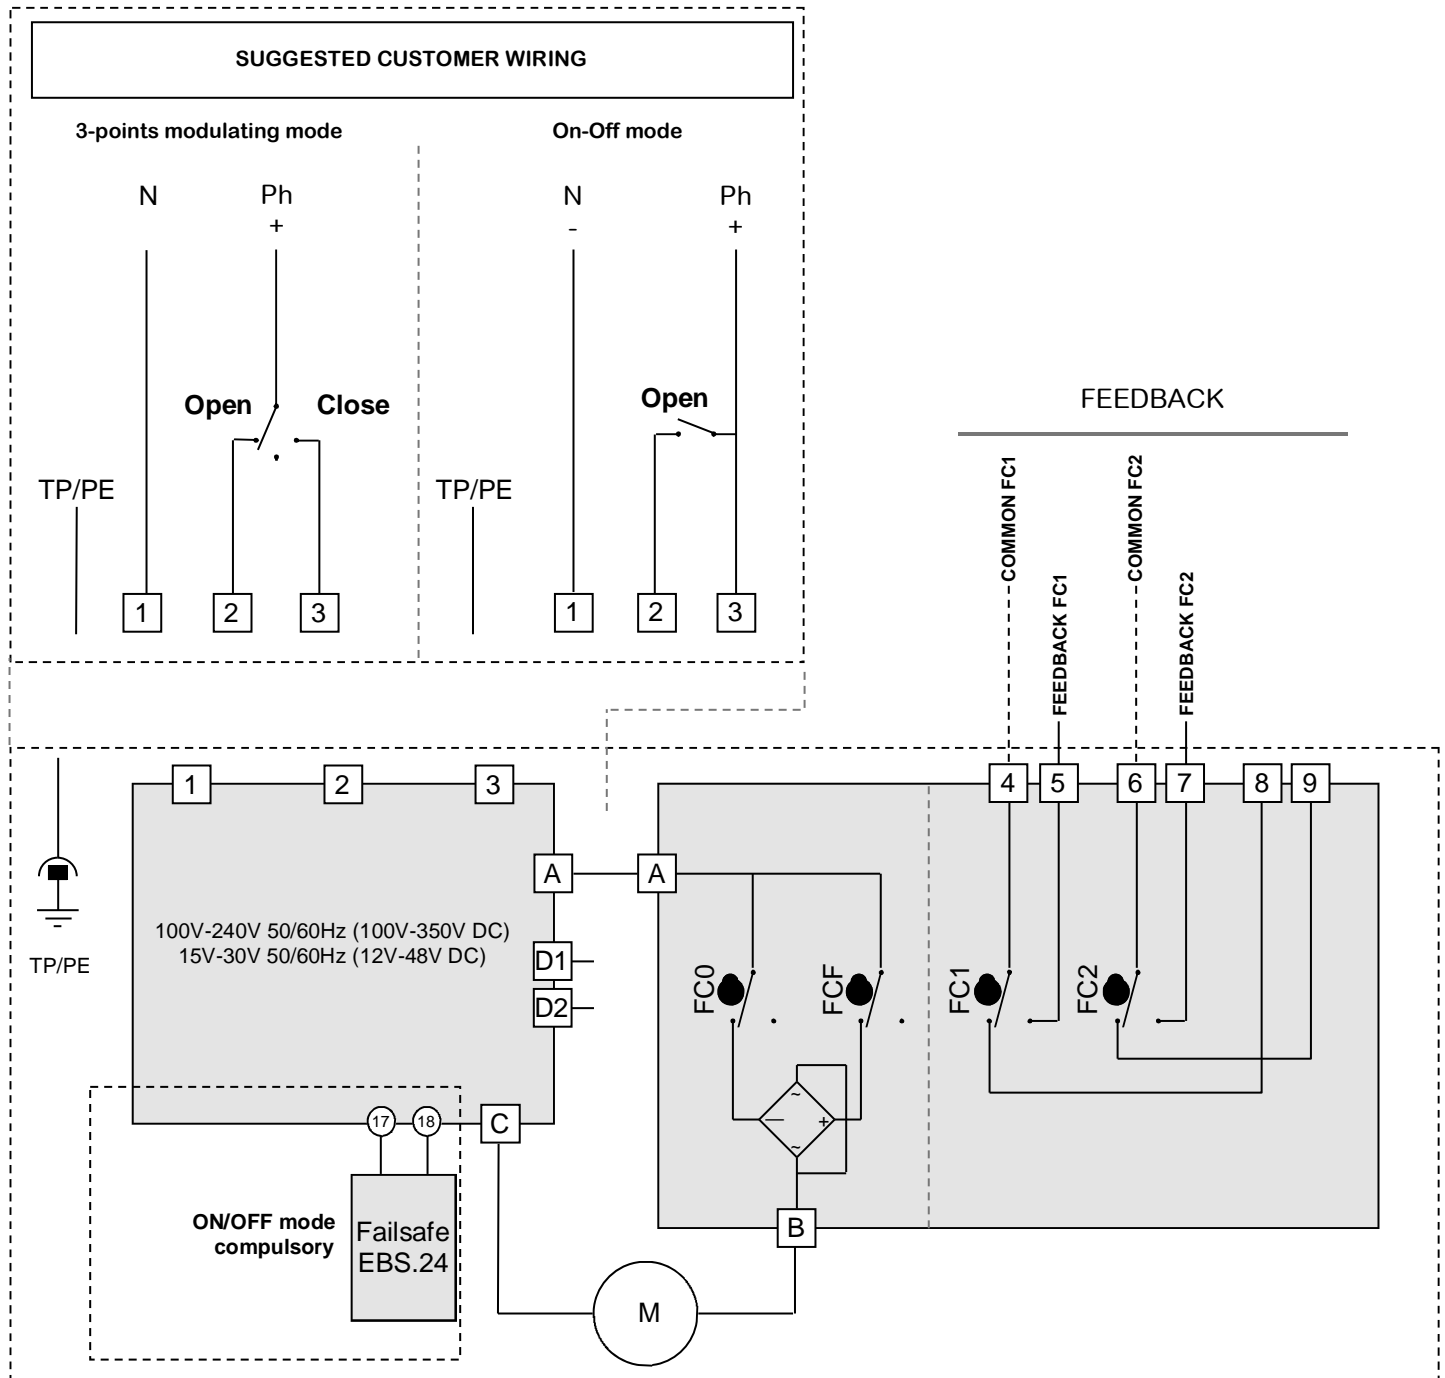 SUGGESTED CUSTOMER WIRING
3-points modulating mode
On-Off mode
N
Ph
+
N
-
Ph
+
Open
Close
Open
TP/PE
TP/PE
1
2
3
1
2
3
FEEDBACK
COMMON FC1
FEEDBACK FC1
COMMON FC2
FEEDBACK FC2
1
2
3
4
5
6
7
8
9
A
A
100V-240V 50/60Hz (100V-350V DC)
15V-30V 50/60Hz (12V-48V DC)
TP/PE
D1
D2
FC0
FCF
FC1
FC2
~
—
+
~
17
18
C
B
ON/OFF mode
compulsory
Failsafe
EBS.24
M